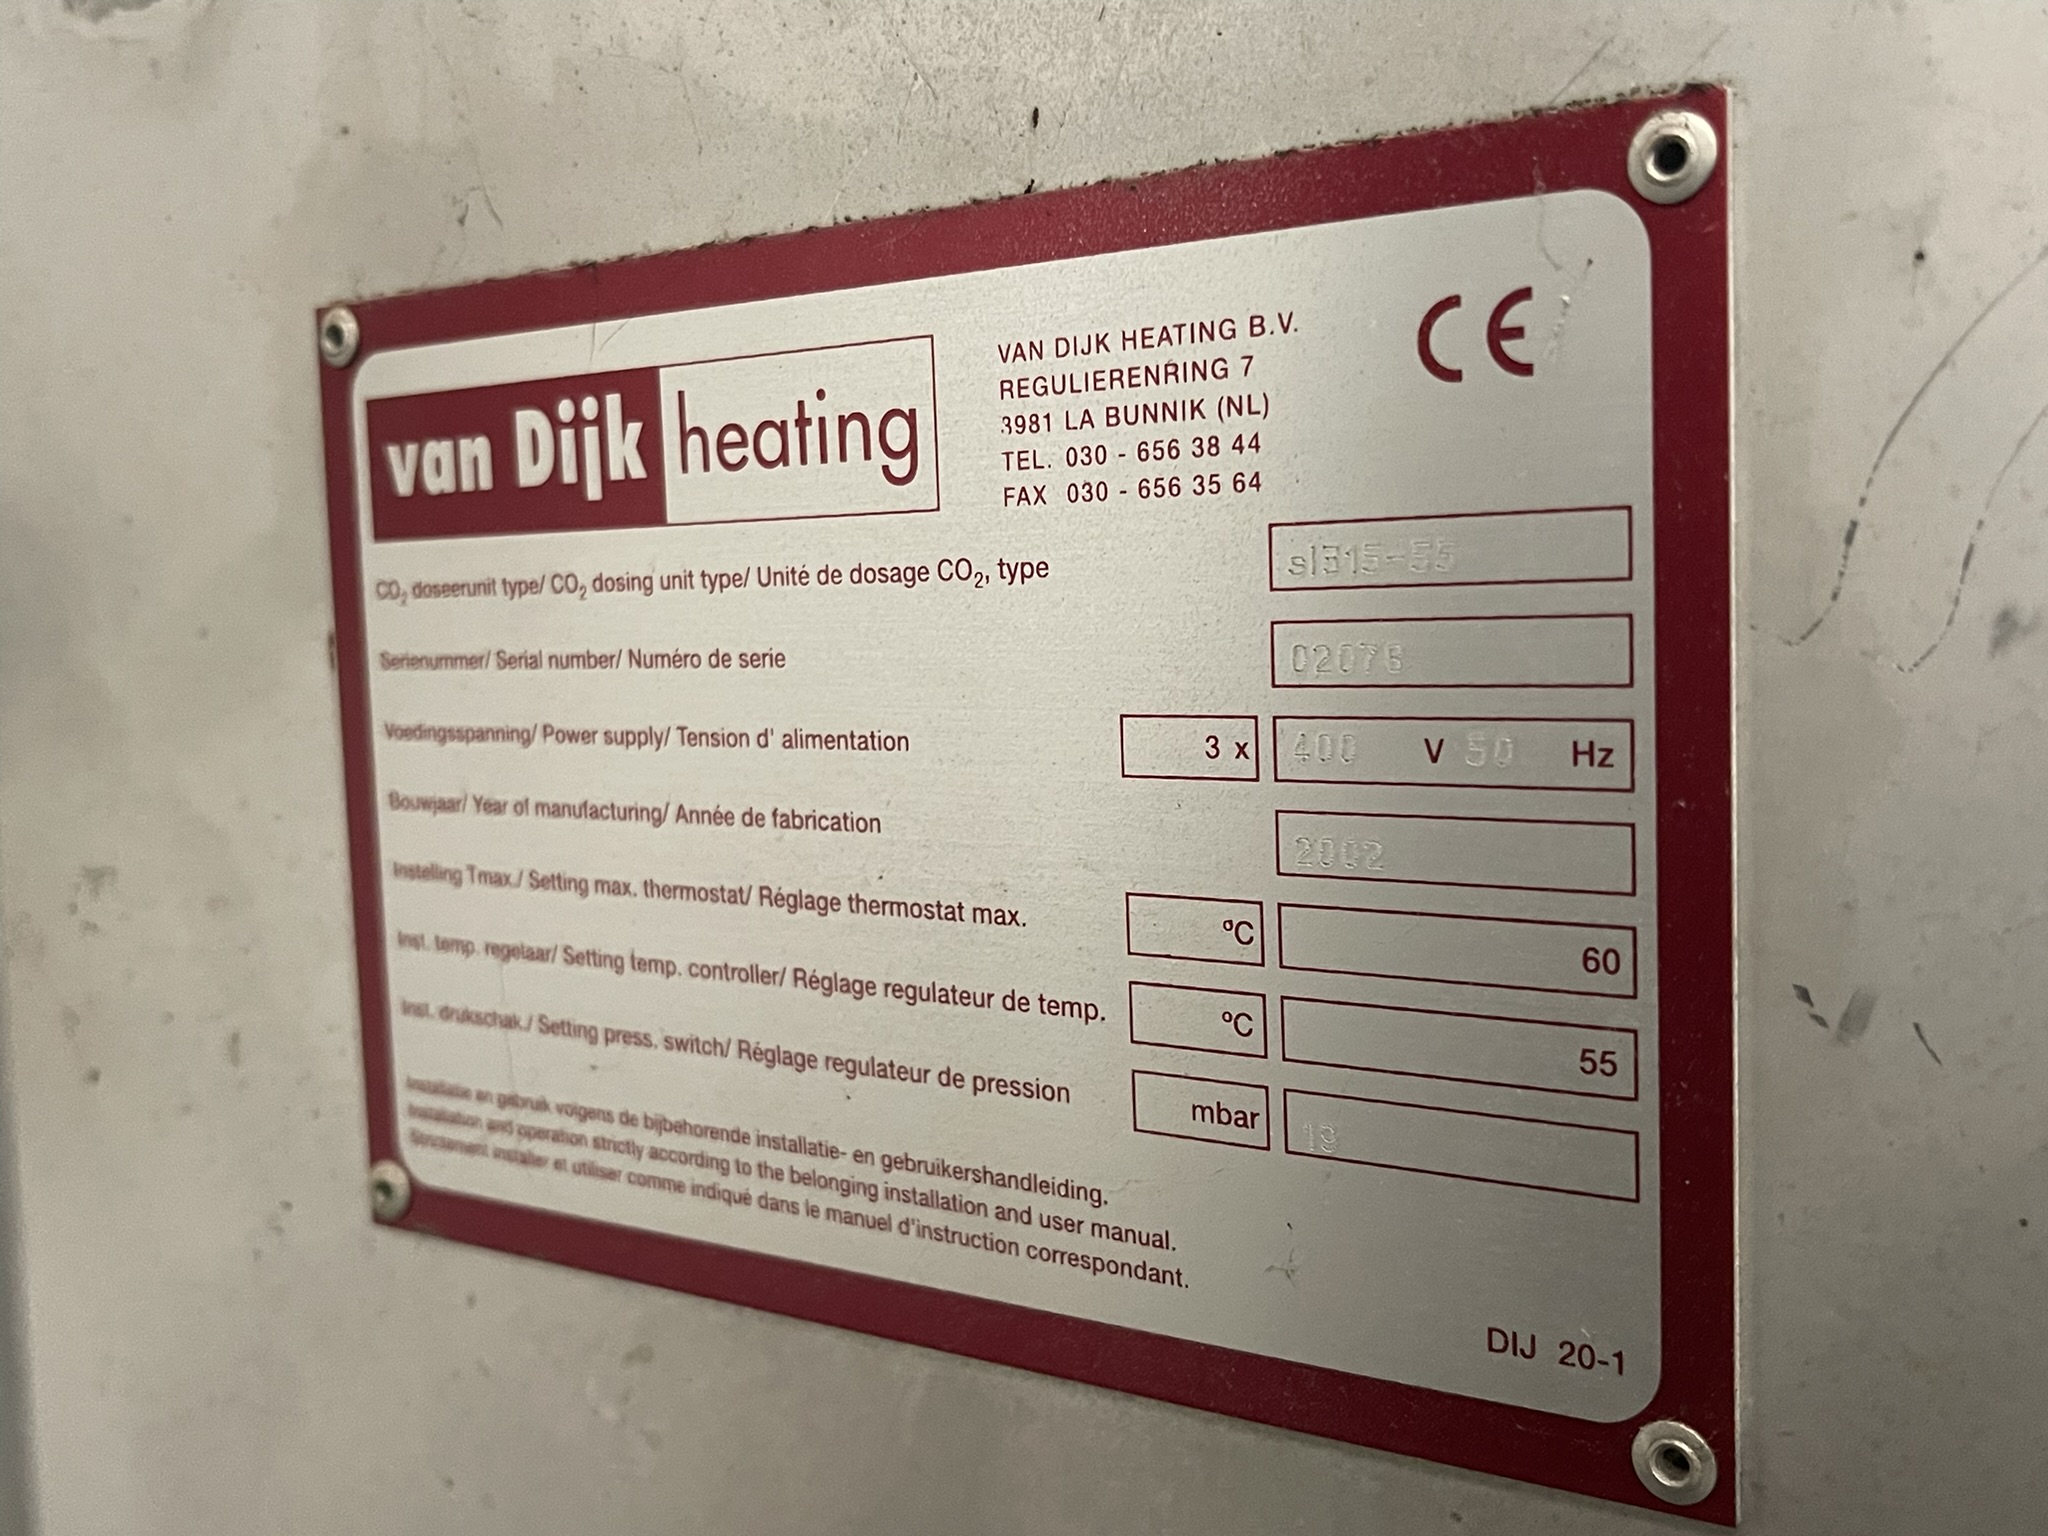 van Dijk heating
VAN DIJK HEATING B.V.
REGULIERENRING 7
3981 LA BUNNIK (NL)
TEL. 030 - 656 38 44
FAX 030 - 656 35 64
CE
CO₂ doseerunit type/ CO₂ dosing unit type/ Unité de dosage CO₂, type
Serienummer/ Serial number/ Numéro de serie
Voedingsspanning/ Power supply/ Tension d' alimentation 3 x 400 V 50 Hz
Bouwjaar/ Year of manufacturing/ Année de fabrication 2002
Instelling Tmax./ Setting max. thermostat/ Réglage thermostat max. ºC 60
Inst. temp. regelaar/ Setting temp. controller/ Réglage regulateur de temp. ºC 55
Inst. drukschak./ Setting press. switch/ Réglage regulateur de pression mbar
Installatie en gebruik volgens de bijbehorende installatie- en gebruikershandleiding.
Installation and operation strictly according to the belonging installation and user manual.
Strictement installer et utiliser comme indiqué dans le manuel d'instruction correspondant.
DIJ 20-1